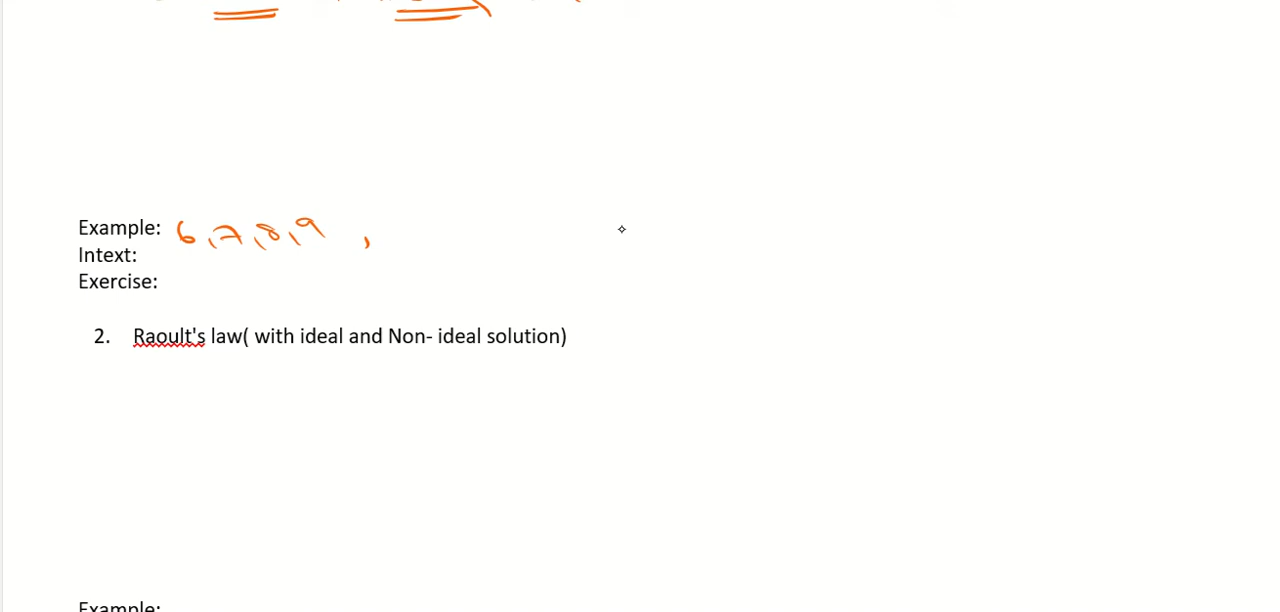 Example: 6, 7, 8, 9 ,
Intext:
Exercise:
2. Raoult's law( with ideal and Non- ideal solution)
Example: